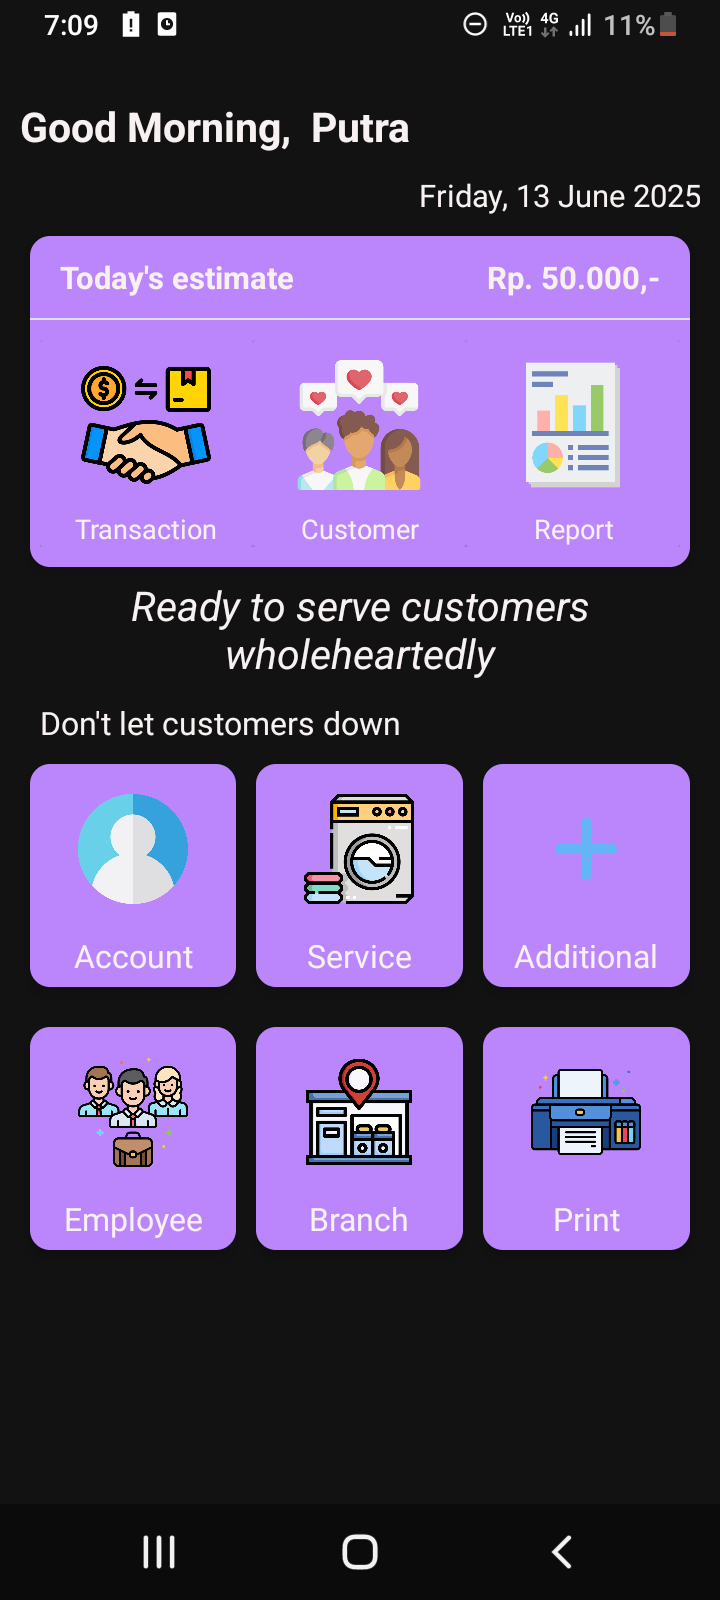 7:09
Vo)) LTE1 4G 11%
Good Morning,  Putra
Friday, 13 June 2025
Today's estimate Rp. 50.000,-
Transaction Customer Report
Ready to serve customers
wholeheartedly
Don't let customers down
Account Service Additional
Employee Branch Print